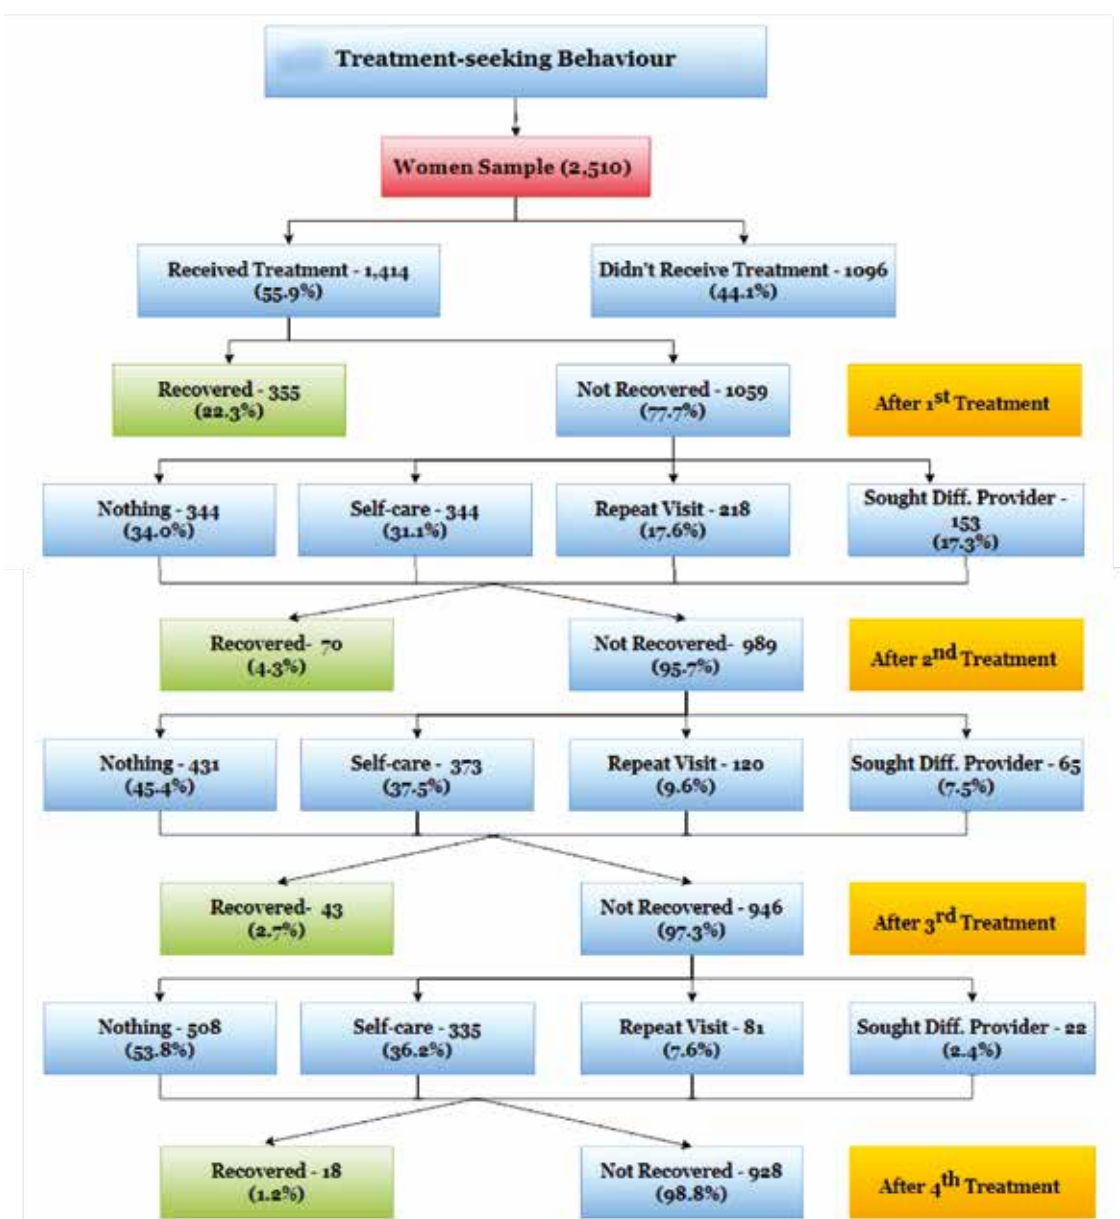 Treatment-seeking Behaviour
Women Sample (2,510)
Received Treatment - 1,414
(55.9%)
Didn't Receive Treatment - 1096
(44.1%)
Recovered - 355
(22.3%)
Not Recovered - 1059
(77.7%)
After 1st Treatment
Nothing - 344
(34.0%)
Self-care - 344
(31.1%)
Repeat Visit - 218
(17.6%)
Sought Diff. Provider -
153
(17.3%)
Recovered- 70
(4.3%)
Not Recovered- 989
(95.7%)
After 2nd Treatment
Nothing - 431
(45.4%)
Self-care - 373
(37.5%)
Repeat Visit - 120
(9.6%)
Sought Diff. Provider - 65
(7.5%)
Recovered- 43
(2.7%)
Not Recovered - 946
(97.3%)
After 3rd Treatment
Nothing - 508
(53.8%)
Self-care - 335
(36.2%)
Repeat Visit - 81
(7.6%)
Sought Diff. Provider - 22
(2.4%)
Recovered - 18
(1.2%)
Not Recovered - 928
(98.8%)
After 4th Treatment